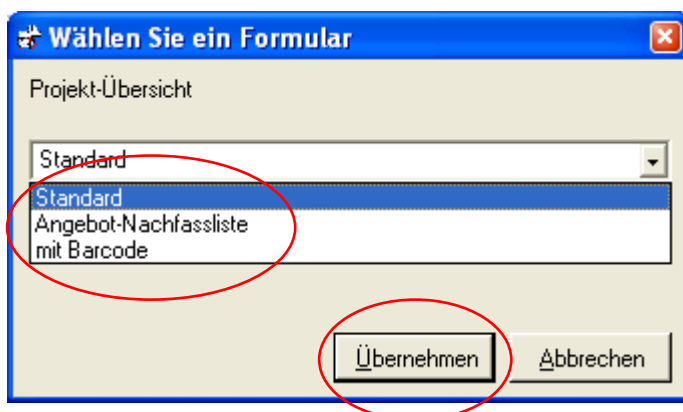 Wählen Sie ein Formular
Projekt-Übersicht
Standard
Standard
Angebot-Nachfassliste
mit Barcode
Übernehmen Abbrechen